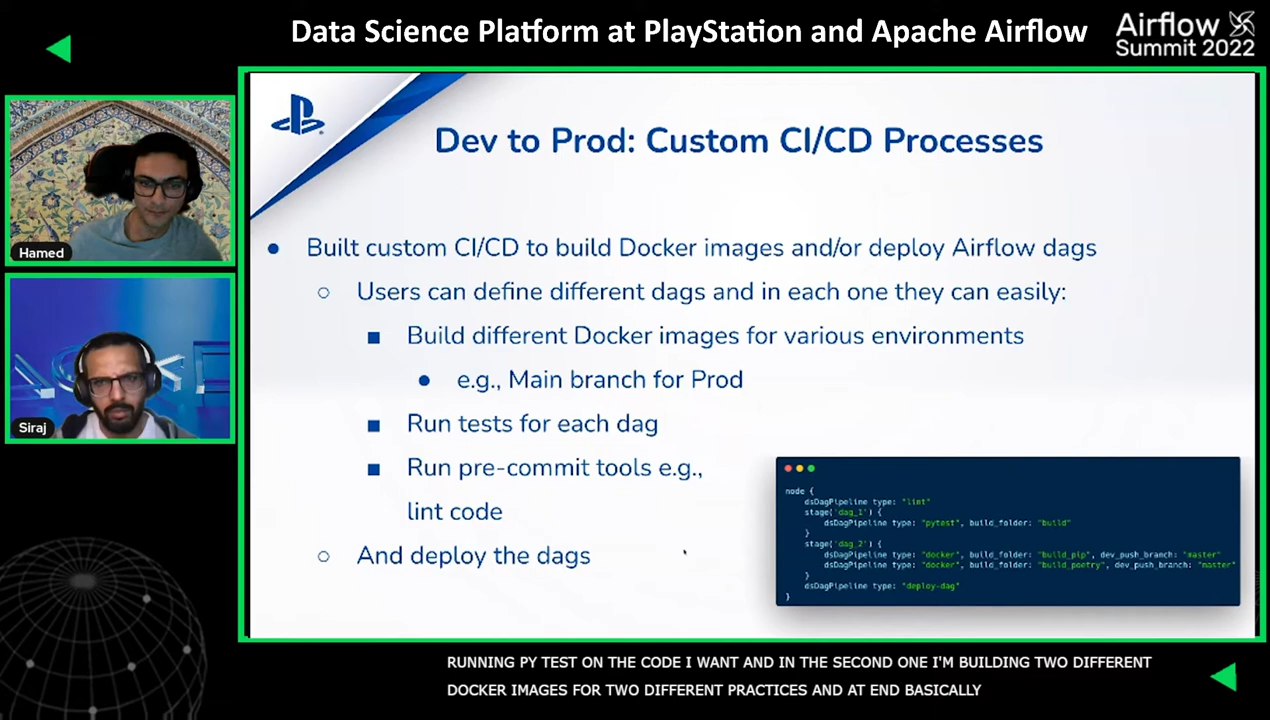 Data Science Platform at PlayStation and Apache Airflow
Airflow
Summit 2022
Hamed
Siraj
Dev to Prod: Custom CI/CD Processes
Built custom CI/CD to build Docker images and/or deploy Airflow dags
Users can define different dags and in each one they can easily:
Build different Docker images for various environments
e.g., Main branch for Prod
Run tests for each dag
Run pre-commit tools e.g.,
lint code
And deploy the dags
node {
dsDagPipeline type: "lint"
stage('dag_1') {
dsDagPipeline type: "pytest", build_folder: "build"
}
stage('dag_2') {
dsDagPipeline type: "docker", build_folder: "build_pip", dev_push_branch: "master"
dsDagPipeline type: "docker", build_folder: "build_poetry", dev_push_branch: "master"
}
dsDagPipeline type: "deploy-dag"
}
RUNNING PY TEST ON THE CODE I WANT AND IN THE SECOND ONE I'M BUILDING TWO DIFFERENT
DOCKER IMAGES FOR TWO DIFFERENT PRACTICES AND AT END BASICALLY